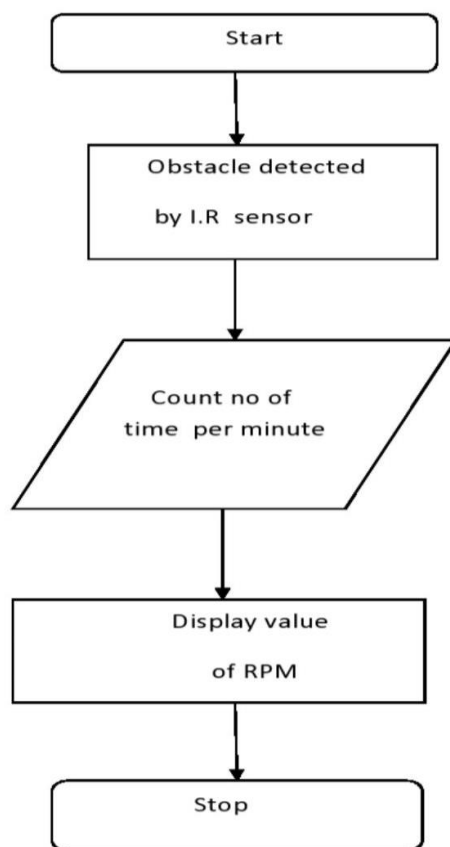 Start
Obstacle detected
by I.R sensor
Count no of
time per minute
Display value
of RPM
Stop